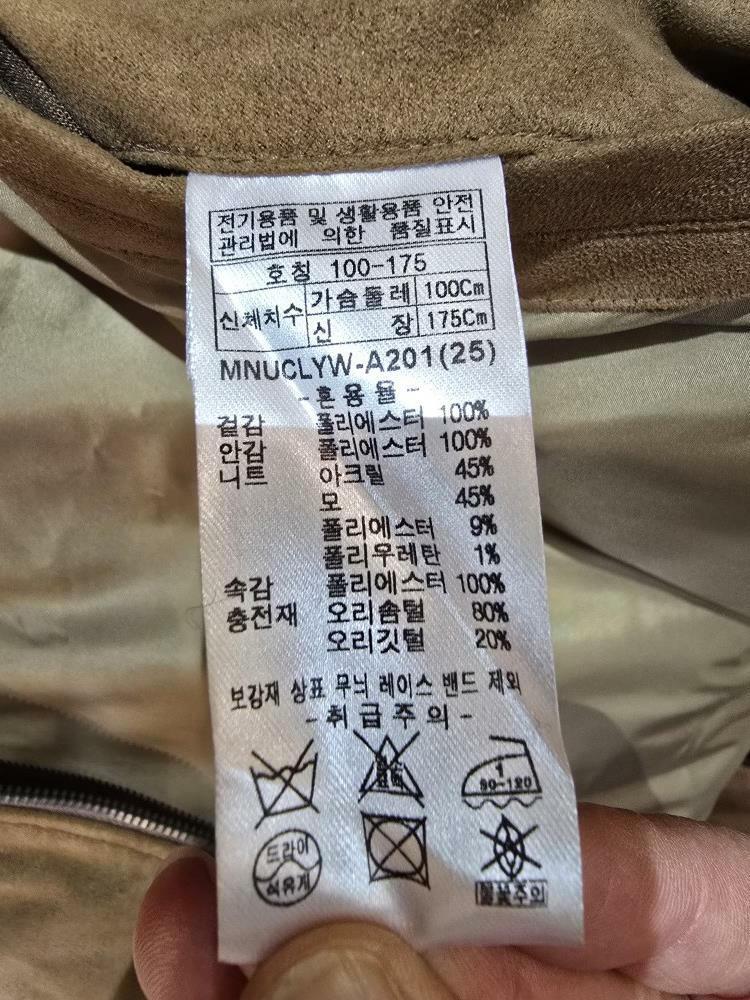 전기용품 및 생활용품 안전
관리법에 의한 품질표시
호칭 100-175
신체치수 가슴둘레 100Cm
신 장 175Cm
MNUCLYW-A201(25)
-혼용율-
겉감 폴리에스터 100%
안감 폴리에스터 100%
니트 아크릴 45%
모 45%
폴리에스터 9%
폴리우레탄 1%
속감 폴리에스터 100%
충전재 오리솜털 80%
오리깃털 20%
보강재 상표 무늬 레이스 밴드 제외
-취급주의-
염소
표백
1
90-120
드라이
석유계
불꽃주의